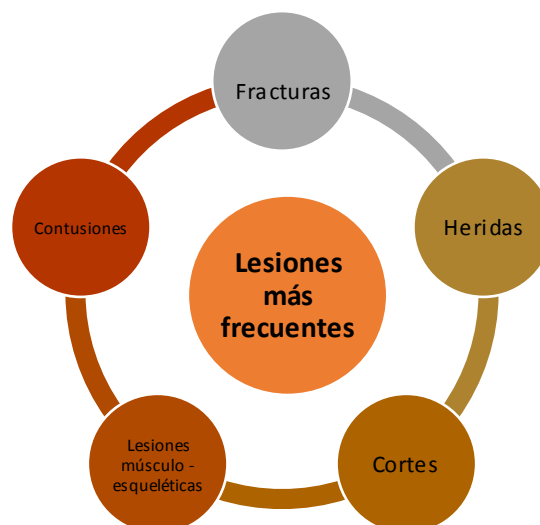 Fracturas
Contusiones
Heridas
Lesiones
más
frecuentes
Lesiones
músculo -
esqueléticas
Cortes